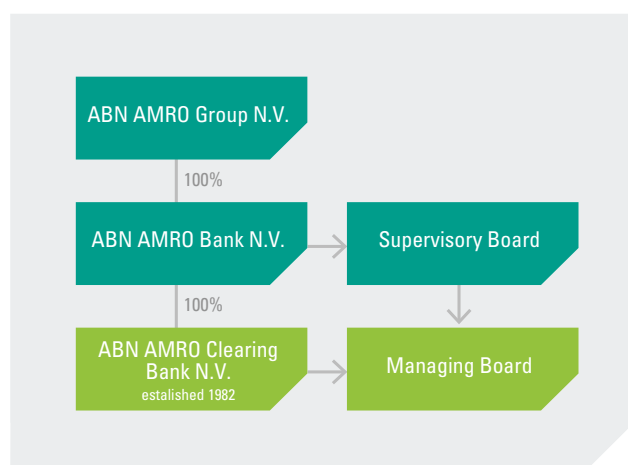 ABN AMRO Group N.V.
100%
ABN AMRO Bank N.V.
Supervisory Board
100%
ABN AMRO Clearing
Bank N.V.
estalished 1982
Managing Board